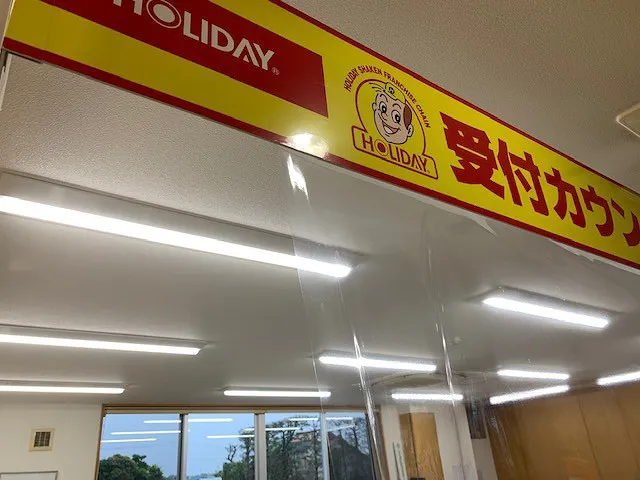 HOLIDAY®
HOLIDAY SHAKEN FRANCHISE CHAIN
HOLIDAY
受付カウン